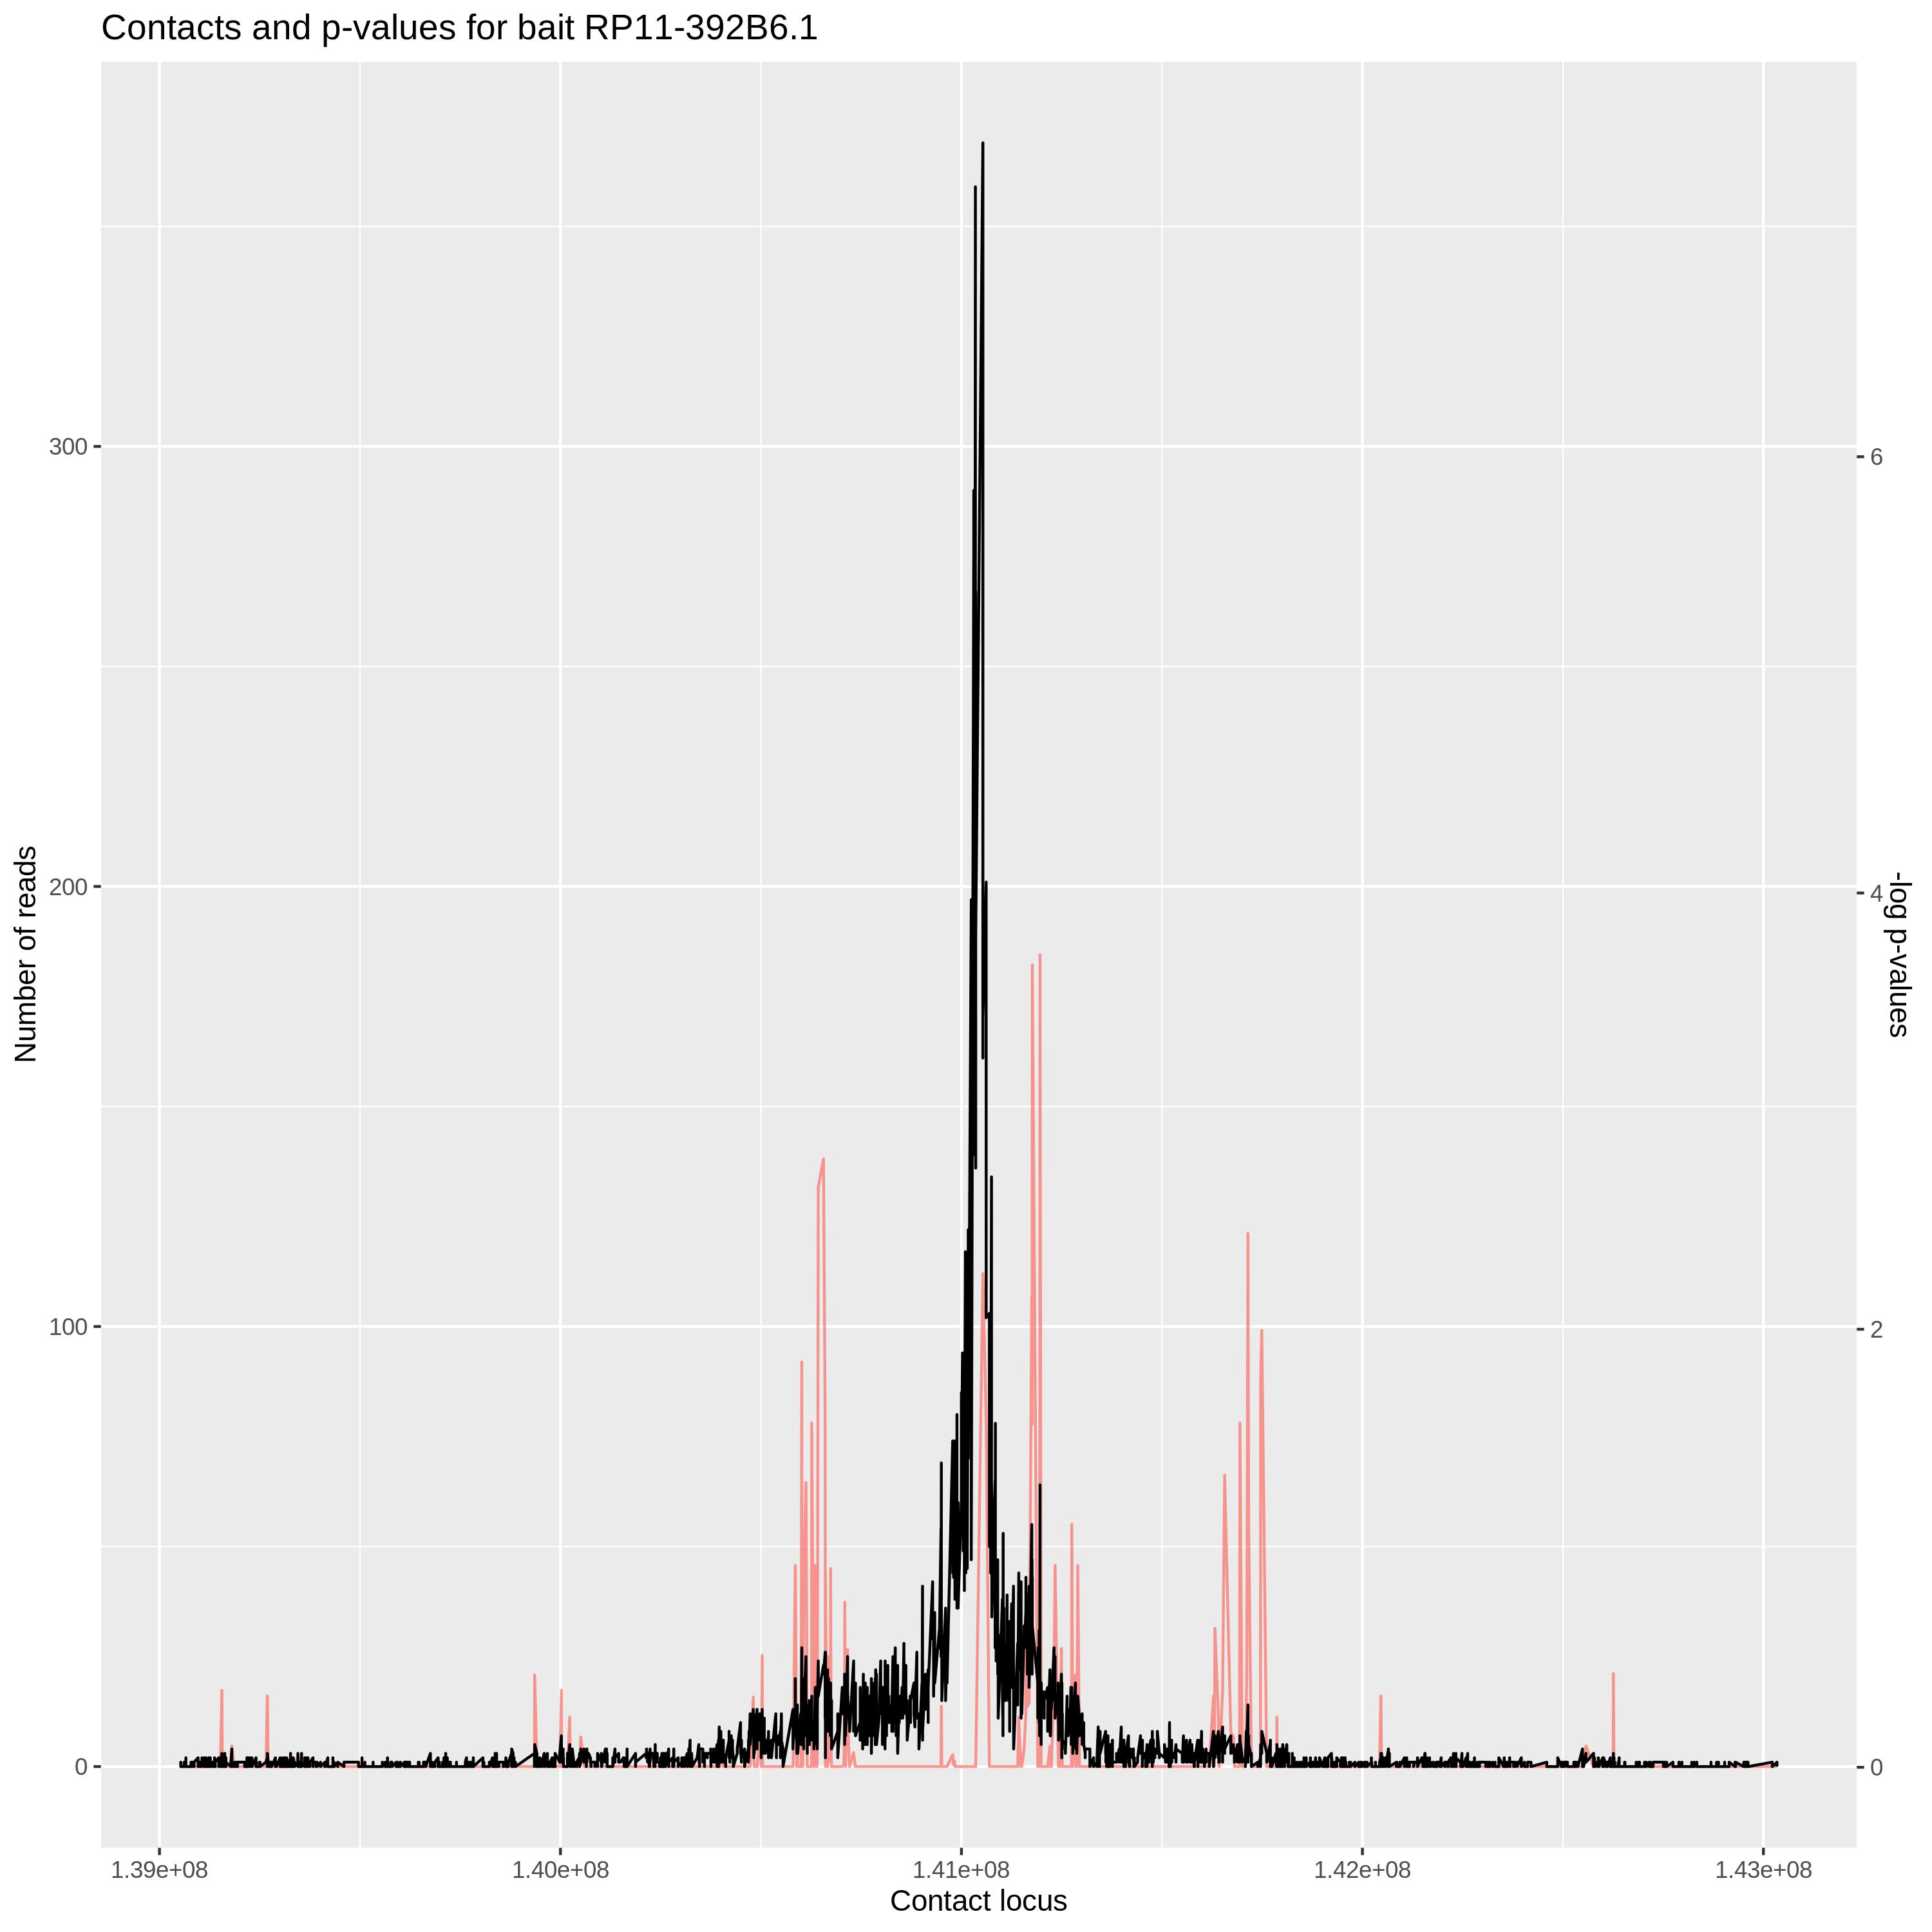 Contacts and p-values for bait RP11-392B6.1
300
200
100
0
Number of reads
6
4
2
0
-log p-values
1.39e+08 1.40e+08 1.41e+08 1.42e+08 1.43e+08
Contact locus